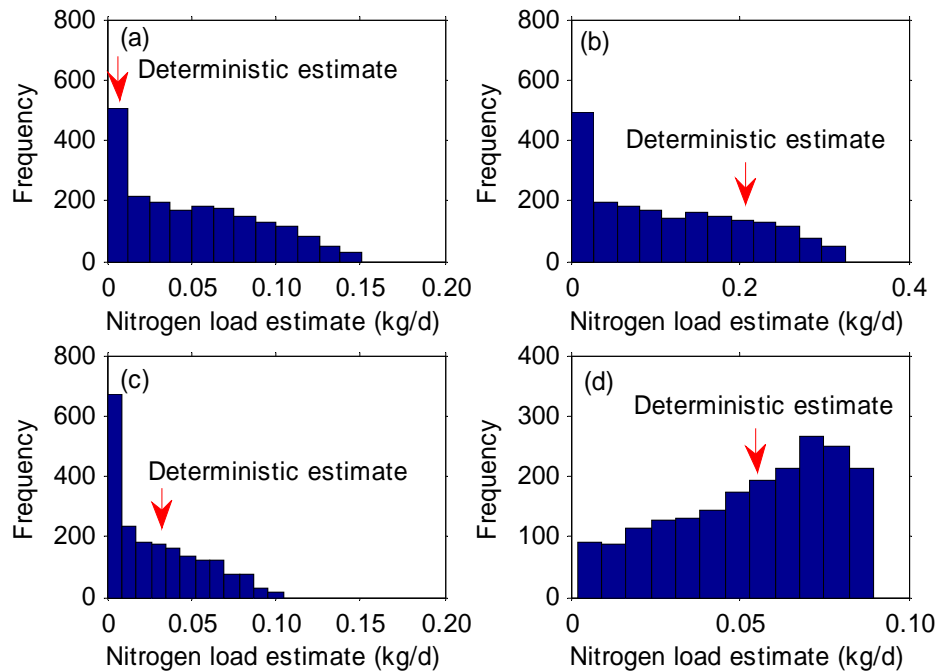 (a)
Deterministic estimate
Frequency
800
600
400
200
0
0 0.05 0.10 0.15 0.20
Nitrogen load estimate (kg/d)
(b)
Deterministic estimate
Frequency
800
600
400
200
0
0 0.2 0.4
Nitrogen load estimate (kg/d)
(c)
Deterministic estimate
Frequency
800
600
400
200
0
0 0.05 0.10 0.15 0.20
Nitrogen load estimate (kg/d)
(d)
Deterministic estimate
Frequency
400
300
200
100
0
0 0.05 0.10
Nitrogen load estimate (kg/d)